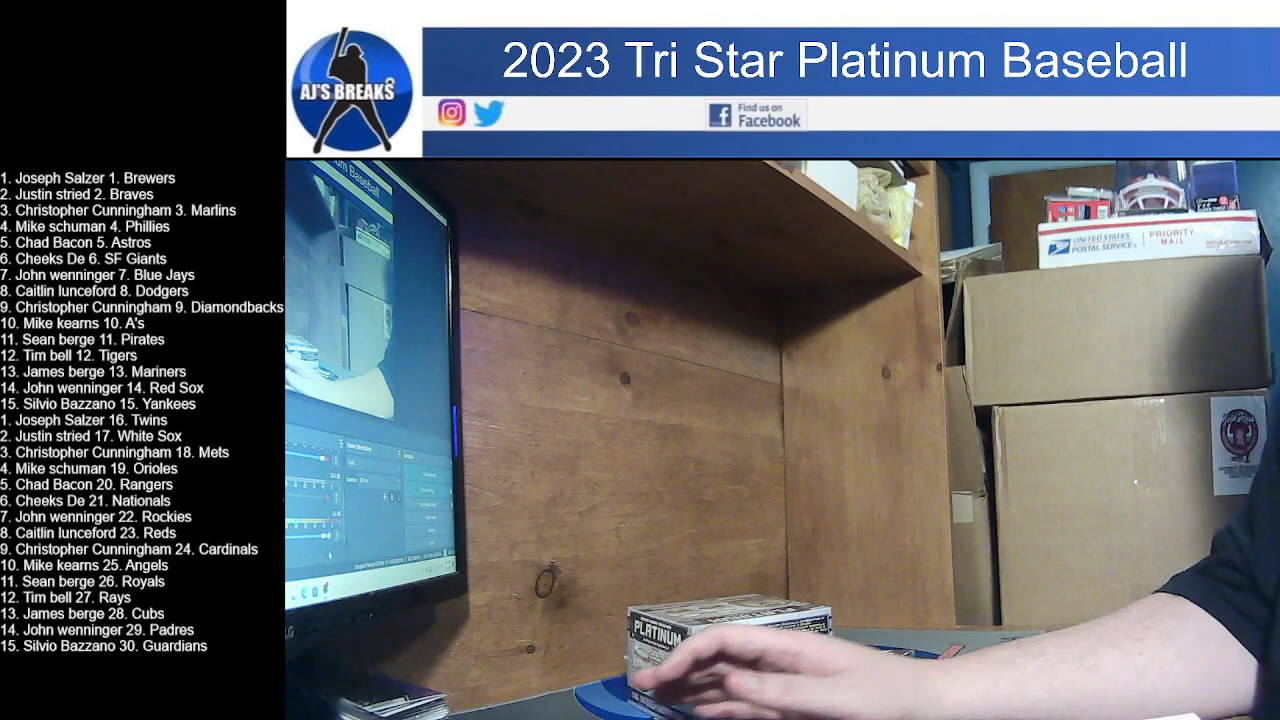 2023 Tri Star Platinum Baseball
AJ'S BREAKS
Find us on
Facebook
1. Joseph Salzer 1. Brewers
2. Justin stried 2. Braves
3. Christopher Cunningham 3. Marlins
4. Mike schuman 4. Phillies
5. Chad Bacon 5. Astros
6. Cheeks De 6. SF Giants
7. John wenninger 7. Blue Jays
8. Caitlin lunceford 8. Dodgers
9. Christopher Cunningham 9. Diamondbacks
10. Mike kearns 10. A's
11. Sean berge 11. Pirates
12. Tim bell 12. Tigers
13. James berge 13. Mariners
14. John wenninger 14. Red Sox
15. Silvio Bazzano 15. Yankees
1. Joseph Salzer 16. Twins
2. Justin stried 17. White Sox
3. Christopher Cunningham 18. Mets
4. Mike schuman 19. Orioles
5. Chad Bacon 20. Rangers
6. Cheeks De 21. Nationals
7. John wenninger 22. Rockies
8. Caitlin lunceford 23. Reds
9. Christopher Cunningham 24. Cardinals
10. Mike kearns 25. Angels
11. Sean berge 26. Royals
12. Tim bell 27. Rays
13. James berge 28. Cubs
14. John wenninger 29. Padres
15. Silvio Bazzano 30. Guardians
UNITED STATES
POSTAL SERVICE
PRIORITY
MAIL
PLATINUM